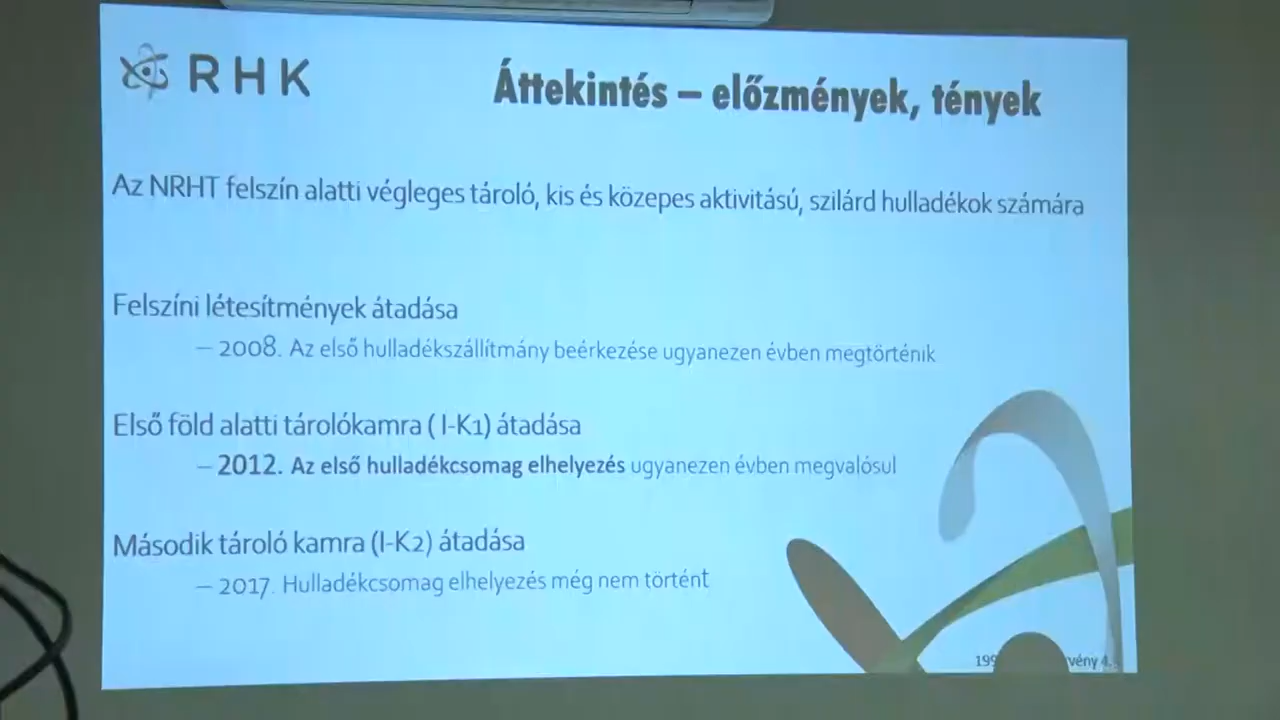 RHK
Áttekintés – előzmények, tények
Az NRHT felszín alatti végleges tároló, kis és közepes aktivitású, szilárd hulladékok számára
Felszíni létesítmények átadása
– 2008. Az első hulladékszállítmány beérkezése ugyanezen évben megtörténik
Első föld alatti tárolókamra ( I-K1) átadása
– 2012. Az első hulladékcsomag elhelyezés ugyanezen évben megvalósul
Második tároló kamra (I-K2) átadása
– 2017. Hulladékcsomag elhelyezés még nem történt